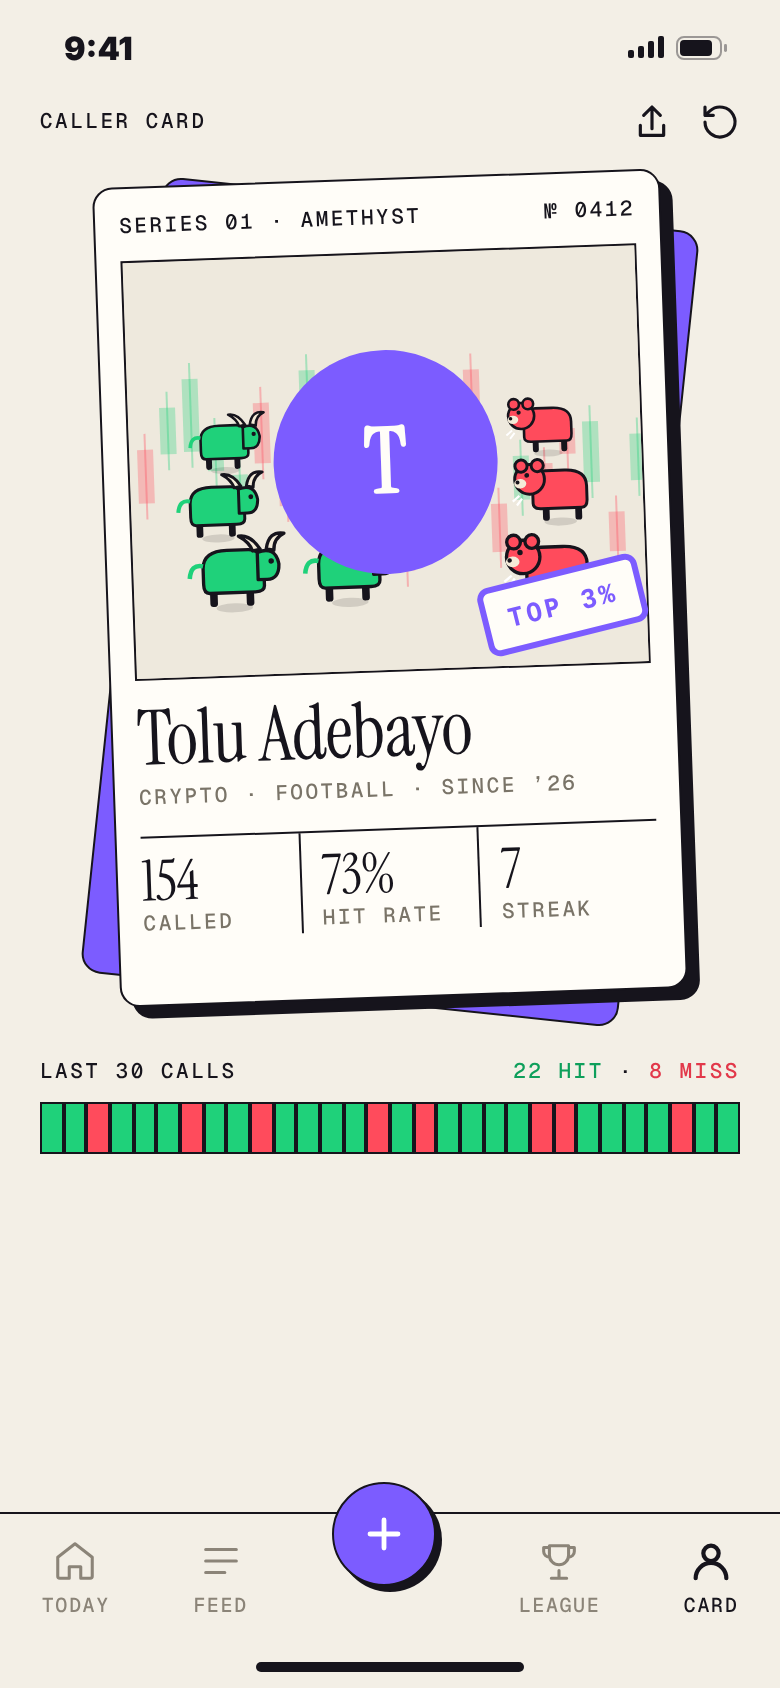 9:41
CALLER CARD
SERIES 01 · AMETHYST
№ 0412
T
TOP 3%
Tolu Adebayo
CRYPTO · FOOTBALL · SINCE ’26
154
CALLED
73%
HIT RATE
7
STREAK
LAST 30 CALLS
22 HIT · 8 MISS
TODAY
FEED
LEAGUE
CARD